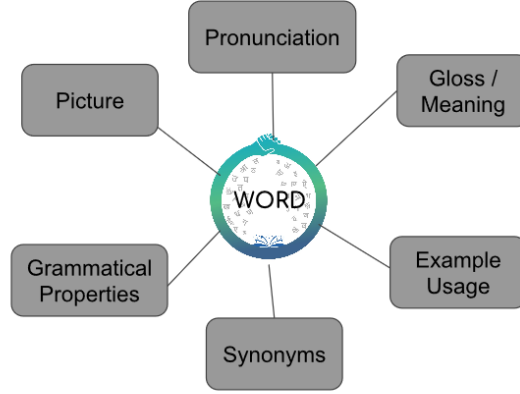 Pronunciation
Gloss /
Meaning
Picture
WORD
Grammatical
Properties
Example
Usage
Synonyms